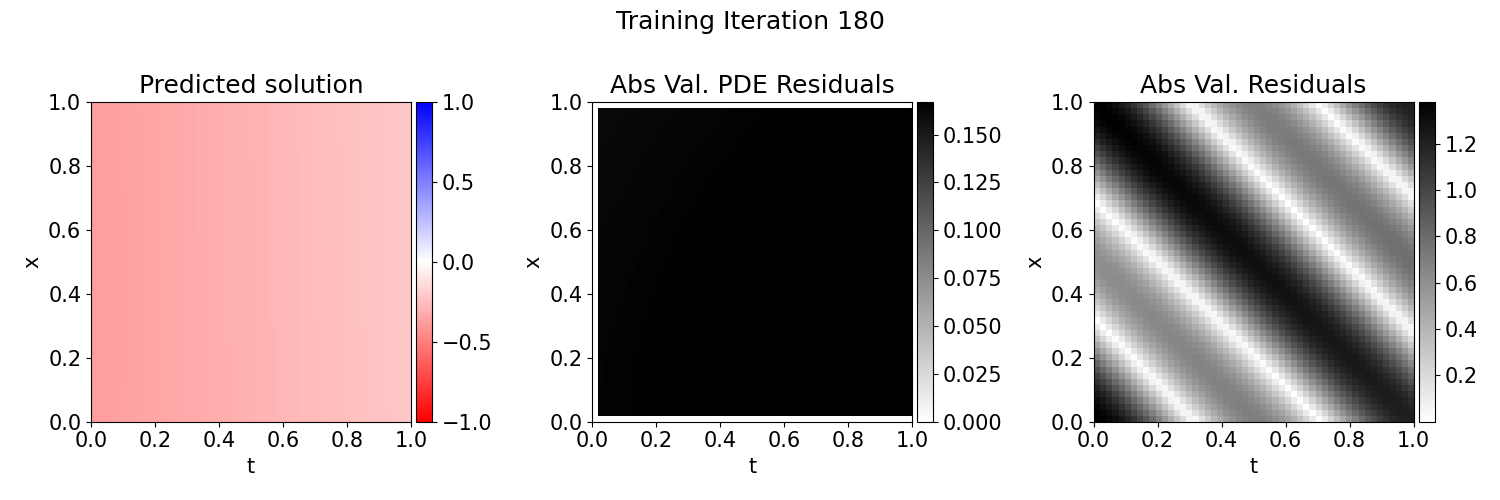 Training Iteration 180
Predicted solution
1.0
0.8
0.6
0.4
0.2
0.0
x
0.0 0.2 0.4 0.6 0.8 1.0
t
1.0
0.5
0.0
−0.5
−1.0
Abs Val. PDE Residuals
1.0
0.8
0.6
0.4
0.2
0.0
x
0.0 0.2 0.4 0.6 0.8 1.0
t
0.150
0.125
0.100
0.075
0.050
0.025
0.000
Abs Val. Residuals
1.0
0.8
0.6
0.4
0.2
0.0
x
0.0 0.2 0.4 0.6 0.8 1.0
t
1.2
1.0
0.8
0.6
0.4
0.2